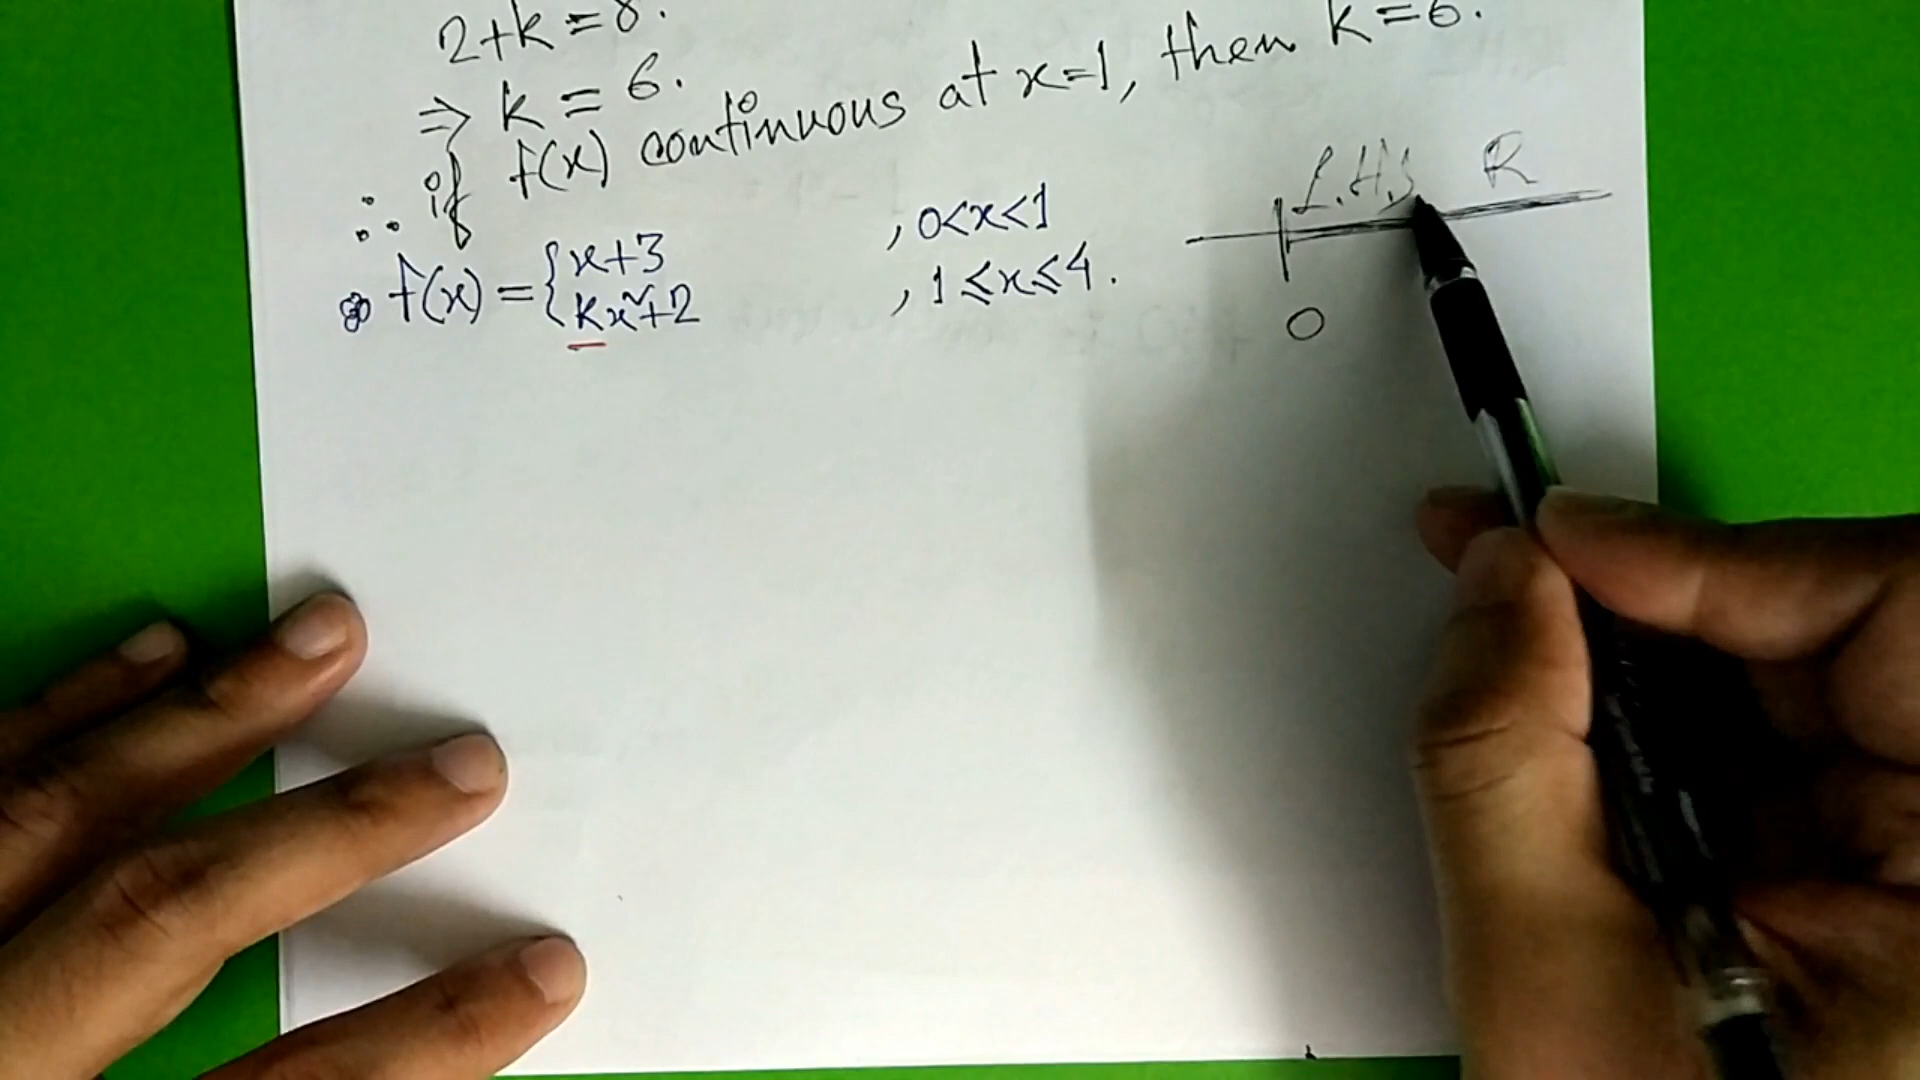 2+k=8.
⇒ k = 6.
∴ if f(x) continuous at x=1, then k=6.
f(x) = { x+3 , 0<x<1
kx²+2 , 1≤x≤4.
L.H.S R
0